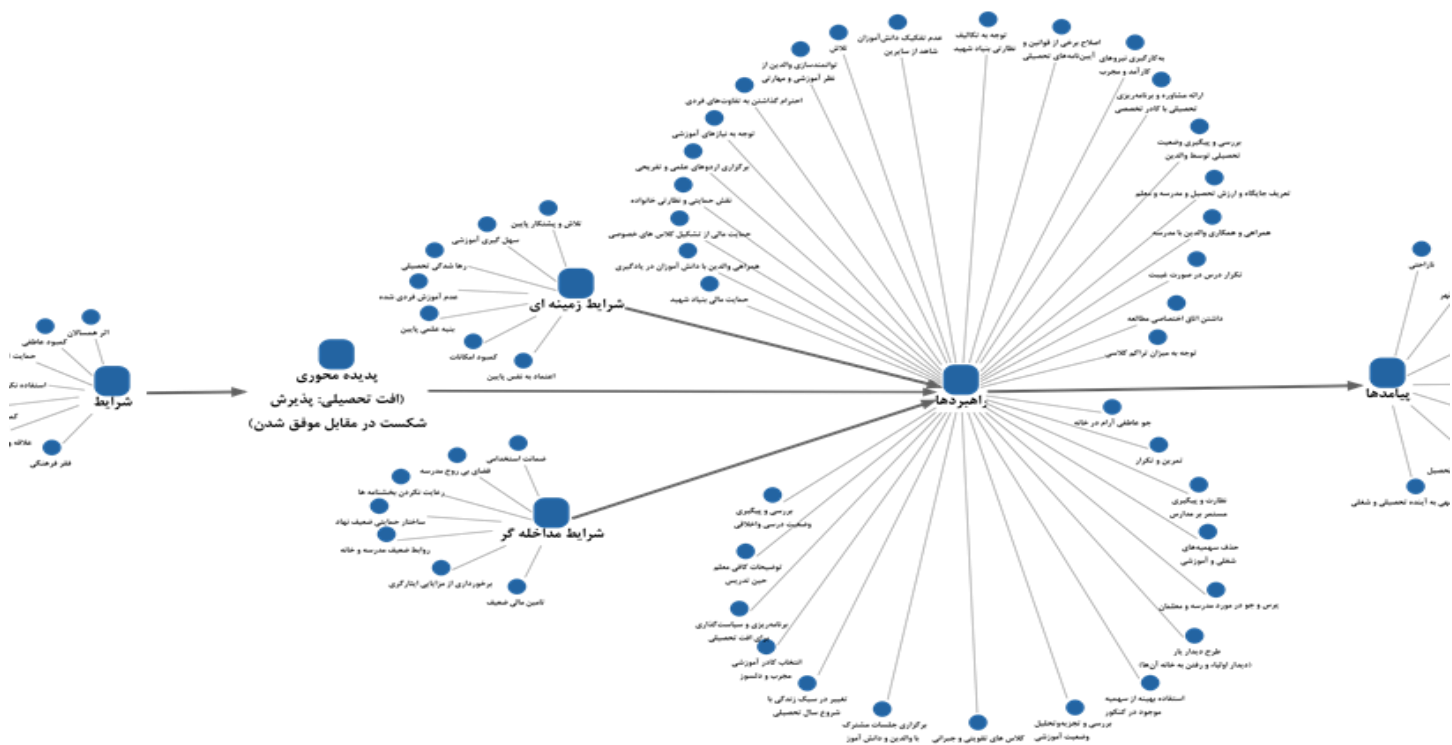 عدم تفکیک دانش‌آموزان
شاهد از سایرین
توجه به تکالیف
نظارتی بنیاد شهید
اصلاح برخی از قوانین و
آیین‌نامه‌های تحصیلی
به‌کارگیری نیروهای
کارآمد و مجرب
تلاش
توانمندسازی والدین از
نظر آموزشی و مهارتی
ارائه مشاوره و برنامه‌ریزی
تحصیلی با کادر تخصصی
احترام گذاشتن به تفاوت‌های فردی
توجه به نیازهای آموزشی
بررسی و پیگیری وضعیت
تحصیلی توسط والدین
برگزاری اردوهای علمی و تفریحی
تعریف جایگاه و ارزش تحصیل و مدرسه و معلم
نقش حمایتی و نظارتی خانواده
همراهی و همکاری والدین با مدرسه
حمایت مالی از تشکیل کلاس های خصوصی
تکرار درس در صورت غیبت
همراهی والدین با دانش آموزان در یادگیری
حمایت مالی بنیاد شهید
داشتن اتاق اختصاصی مطالعه
توجه به میزان تراکم کلاسی
تلاش و پشتکار پایین
سهل گیری آموزشی
رها شدگی تحصیلی
عدم آموزش فردی شده
بنیه علمی پایین
کمبود امکانات
اعتماد به نفس پایین
شرایط زمینه ای
اثر همسالان
کمبود عاطفی
حمایت
استفاده
علاقه و
فقر فرهنگی
شرایط
پدیده محوری
(افت تحصیلی: پذیرش
شکست در مقابل موفق شدن)
راهبردها
پیامدها
ناراحتی
تحصیل
به آینده تحصیلی و شغلی
ضمانت استخدامی
فضای بی روح مدرسه
رعایت نکردن بخشنامه ها
ساختار حمایتی ضعیف نهاد
روابط ضعیف مدرسه و خانه
برخورداری از مزایایی ایثارگری
تامین مالی ضعیف
شرایط مداخله گر
جو عاطفی آرام در خانه
تمرین و تکرار
نظارت و پیگیری
مستمر بر مدارس
حذف سهمیه‌های
شغلی و آموزشی
پرس و جو در مورد مدرسه و معلمان
طرح دیدار یار
(دیدار اولیاء و رفتن به خانه آن‌ها)
استفاده بهینه از سهمیه
موجود در کنکور
بررسی و تجزیه‌وتحلیل
وضعیت آموزشی
کلاس های تقویتی و جبرانی
برگزاری جلسات مشترک
با والدین و دانش آموز
تغییر در سبک زندگی با
شروع سال تحصیلی
انتخاب کادر آموزشی
مجرب و دلسوز
برنامه‌ریزی و سیاست‌گذاری
برای افت تحصیلی
توضیحات کافی معلم
حین تدریس
بررسی و پیگیری
وضعیت درسی واخلاقی